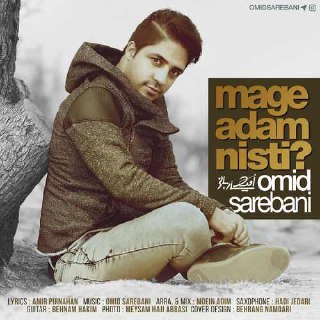 OMIDSAREBANI
mage
adam
nisti?
omid
sarebani
LYRICS : AMIR PIRNAHAN MUSIC : OMID SAREBANI ARRA. & MIX : MOEIN ADIM SAXOPHONE : HADI JEDARI
GUITAR : BEHNAM HAKIM PHOTO : MEYSAM HAJI ABBASI COVER DESIGN : BEHRANG NAMDARI